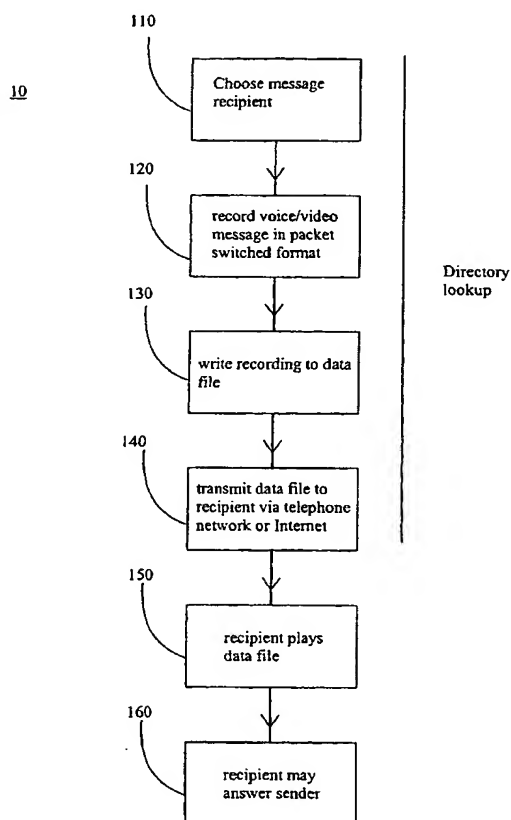 110
10
Choose message
recipient
120
record voice/video
message in packet
switched format
Directory
lookup
130
write recording to data
file
140
transmit data file to
recipient via telephone
network or Internet
150
recipient plays
data file
160
recipient may
answer sender